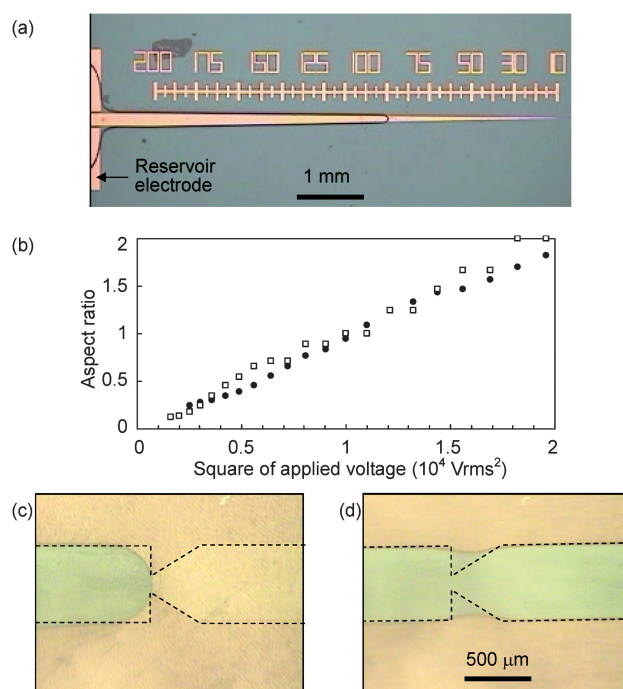 (a)
200 175 150 125 100 75 50 30 10
Reservoir
electrode
1 mm
(b)
2
1.5
1
0.5
0
0 0.5 1 1.5 2
Aspect ratio
Square of applied voltage (10⁴ Vrms²)
(c)
(d)
500 μm